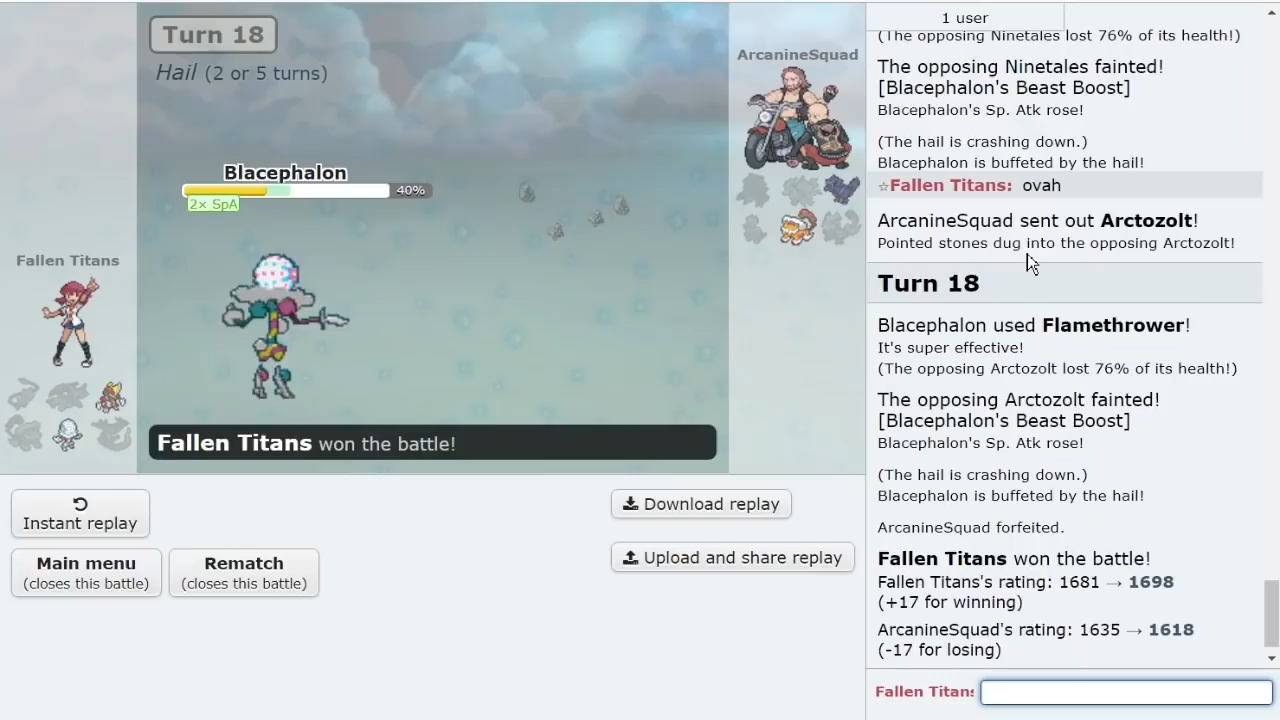 Turn 18
Hail (2 or 5 turns)
Blacephalon
40%
2× SpA
Fallen Titans
ArcanineSquad
Fallen Titans won the battle!
Instant replay
Main menu
(closes this battle)
Rematch
(closes this battle)
Download replay
Upload and share replay
1 user
(The opposing Ninetales lost 76% of its health!)
The opposing Ninetales fainted!
[Blacephalon's Beast Boost]
Blacephalon's Sp. Atk rose!
(The hail is crashing down.)
Blacephalon is buffeted by the hail!
☆Fallen Titans: ovah
ArcanineSquad sent out Arctozolt!
Pointed stones dug into the opposing Arctozolt!
Turn 18
Blacephalon used Flamethrower!
It's super effective!
(The opposing Arctozolt lost 76% of its health!)
The opposing Arctozolt fainted!
[Blacephalon's Beast Boost]
Blacephalon's Sp. Atk rose!
(The hail is crashing down.)
Blacephalon is buffeted by the hail!
ArcanineSquad forfeited.
Fallen Titans won the battle!
Fallen Titans's rating: 1681 → 1698
(+17 for winning)
ArcanineSquad's rating: 1635 → 1618
(-17 for losing)
Fallen Titans